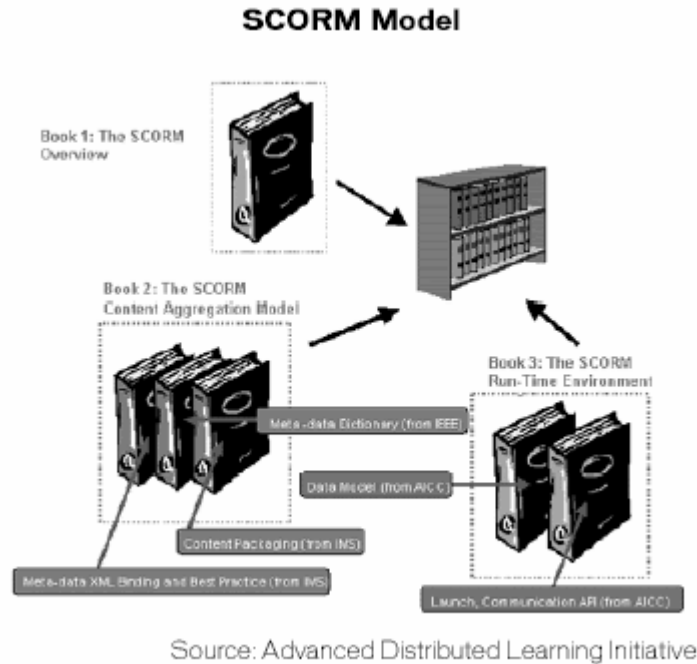 SCORM Model
Book 1: The SCORM
Overview
Book 2: The SCORM
Content Aggregation Model
Book 3: The SCORM
Run-Time Environment
Meta-data Dictionary (from IEEE)
Data Model (from AICC)
Content Packaging (from IMS)
Meta-data XML Binding and Best Practice (from IMS)
Launch, Communication API (from AICC)
Source: Advanced Distributed Learning Initiative